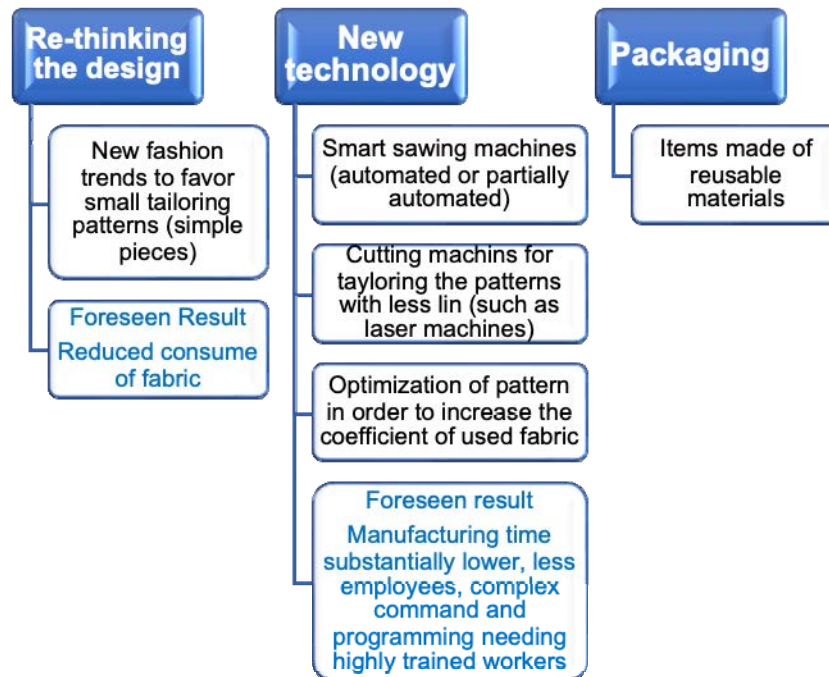 Re-thinking
the design
New fashion
trends to favor
small tailoring
patterns (simple
pieces)
Foreseen Result
Reduced consume
of fabric
New
technology
Smart sawing machines
(automated or partially
automated)
Cutting machins for
tayloring the patterns
with less lin (such as
laser machines)
Optimization of pattern
in order to increase the
coefficient of used fabric
Foreseen result
Manufacturing time
substantially lower, less
employees, complex
command and
programming needing
highly trained workers
Packaging
Items made of
reusable
materials